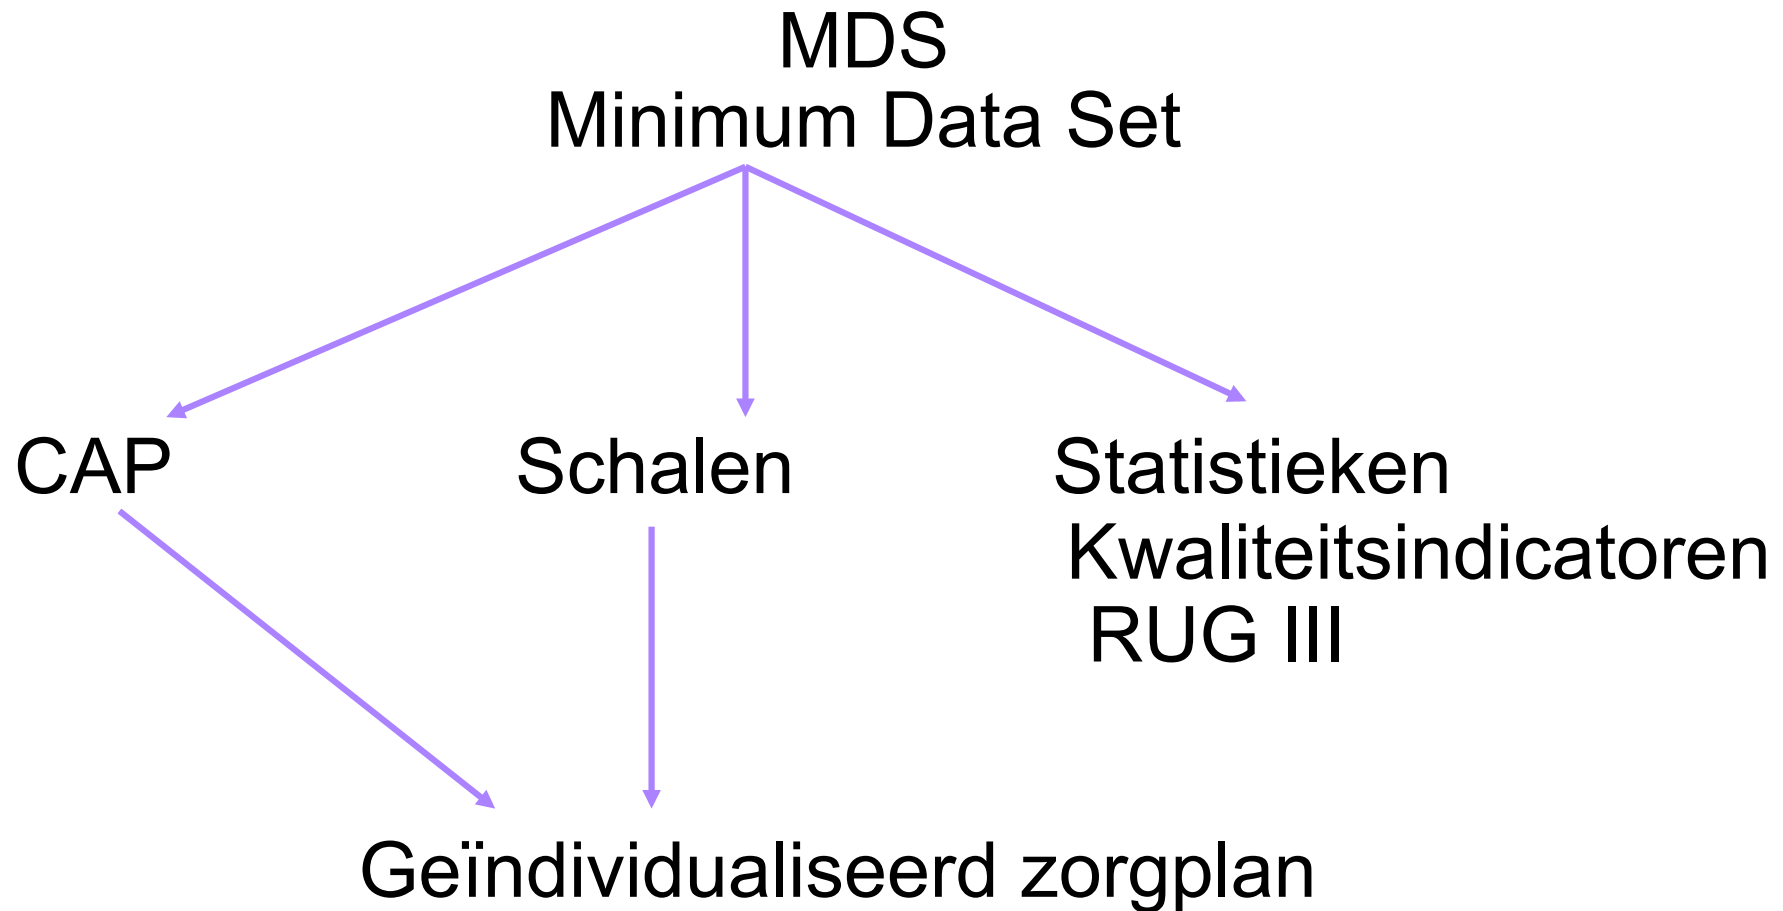 MDS
Minimum Data Set
CAP
Schalen
Statistieken
Kwaliteitsindicatoren
RUG III
Geïndividualiseerd zorgplan